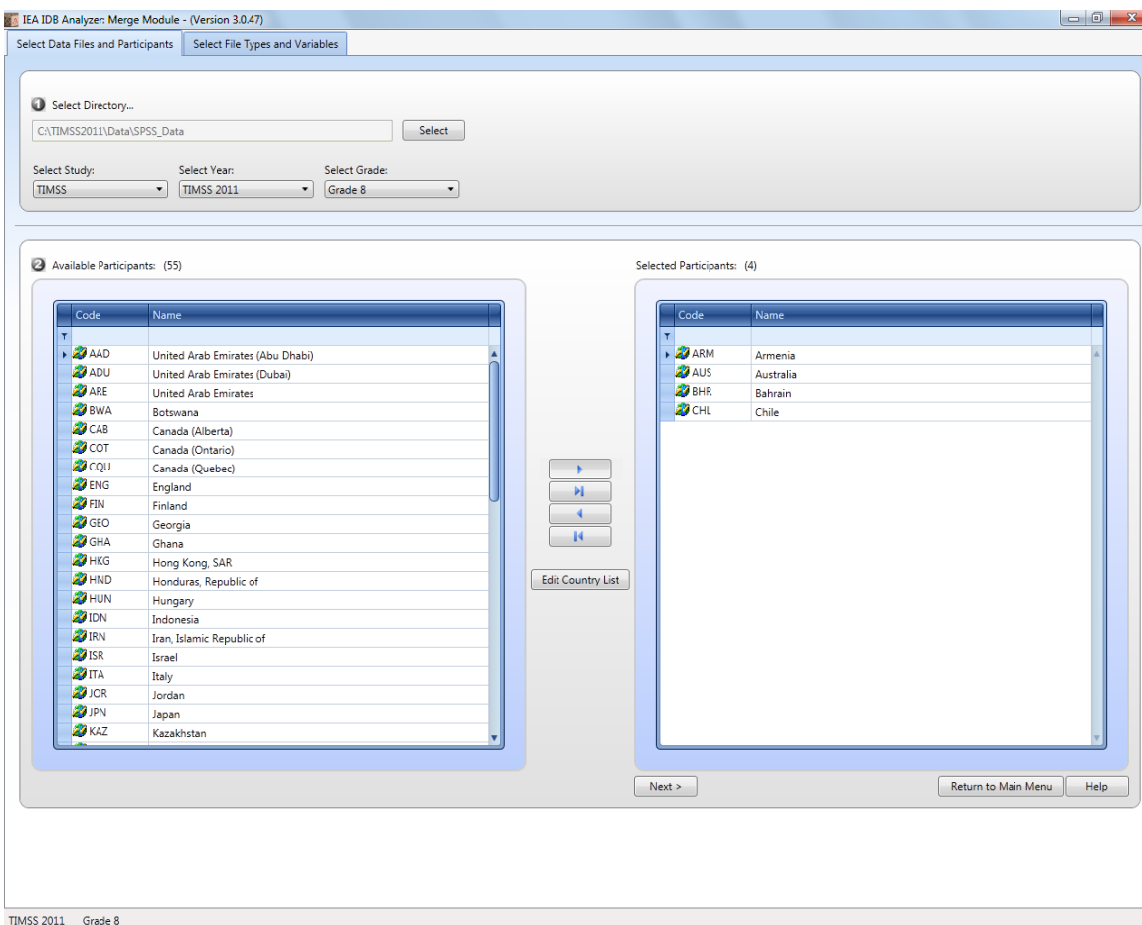 IEA IDB Analyzer: Merge Module - (Version 3.0.47)
Select Data Files and Participants Select File Types and Variables
1 Select Directory...
C:\TIMSS2011\Data\SPSS_Data Select
Select Study: Select Year: Select Grade:
TIMSS TIMSS 2011 Grade 8
2 Available Participants: (55) Selected Participants: (4)
Code Name
AAD United Arab Emirates (Abu Dhabi)
ADU United Arab Emirates (Dubai)
ARE United Arab Emirates
BWA Botswana
CAB Canada (Alberta)
COT Canada (Ontario)
CQU Canada (Quebec)
ENG England
FIN Finland
GEO Georgia
GHA Ghana
HKG Hong Kong, SAR
HND Honduras, Republic of
HUN Hungary
IDN Indonesia
IRN Iran, Islamic Republic of
ISR Israel
ITA Italy
JOR Jordan
JPN Japan
KAZ Kazakhstan
Edit Country List
Code Name
ARM Armenia
AUS Australia
BHR Bahrain
CHL Chile
Next > Return to Main Menu Help
TIMSS 2011 Grade 8